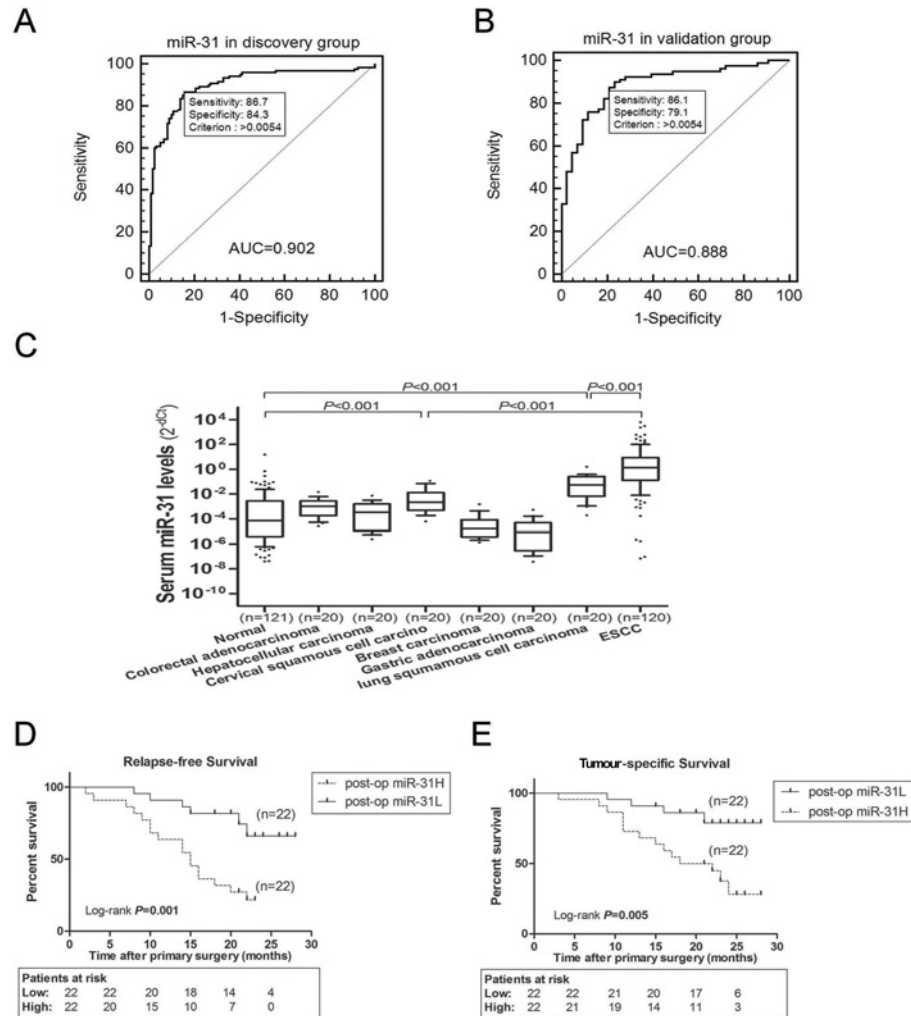 A
miR-31 in discovery group
Sensitivity
100
80
60
40
20
0
Sensitivity: 86.7
Specificity: 84.3
Criterion : >0.0054
AUC=0.902
0 20 40 60 80 100
1-Specificity
B
miR-31 in validation group
Sensitivity
100
80
60
40
20
0
Sensitivity: 86.1
Specificity: 79.1
Criterion : >0.0054
AUC=0.888
0 20 40 60 80 100
1-Specificity
C
P<0.001 P<0.001
P<0.001 P<0.001
Serum miR-31 levels (2^-dCt)
10^4
10^2
10^0
10^-2
10^-4
10^-6
10^-8
10^-10
(n=121) (n=20) (n=20) (n=20) (n=20) (n=20) (n=20) (n=120)
Normal
Colorectal adenocarcinoma
Hepatocellular carcinoma
Cervical squamous cell carcino
Breast carcinoma
Gastric adenocarcinoma
lung squmamous cell carcinoma
ESCC
D
Relapse-free Survival
post-op miR-31H
post-op miR-31L
Percent survival
100
50
0
(n=22)
(n=22)
Log-rank P=0.001
0 5 10 15 20 25 30
Time after primary surgery (months)
Patients at risk
Low: 22 22 20 18 14 4
High: 22 20 15 10 7 0
E
Tumour-specific Survival
post-op miR-31L
post-op miR-31H
Percent survival
100
50
0
(n=22)
(n=22)
Log-rank P=0.005
0 5 10 15 20 25 30
Time after primary surgery (months)
Patients at risk
Low: 22 22 21 20 17 6
High: 22 21 19 14 11 3